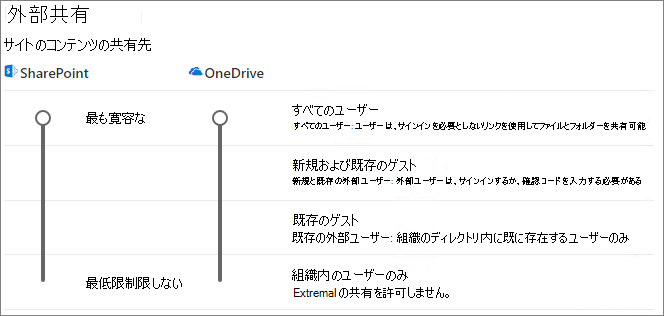 外部共有
サイトのコンテンツの共有先
SharePoint
OneDrive
最も寛容な
すべてのユーザー
すべてのユーザー: ユーザーは、サインインを必要としないリンクを使用してファイルとフォルダーを共有可能
新規および既存のゲスト
新規と既存の外部ユーザー: 外部ユーザーは、サインインするか、確認コードを入力する必要がある
既存のゲスト
既存の外部ユーザー: 組織のディレクトリ内に既に存在するユーザーのみ
最低限制限しない
組織内のユーザーのみ
Extremal の共有を許可しません。